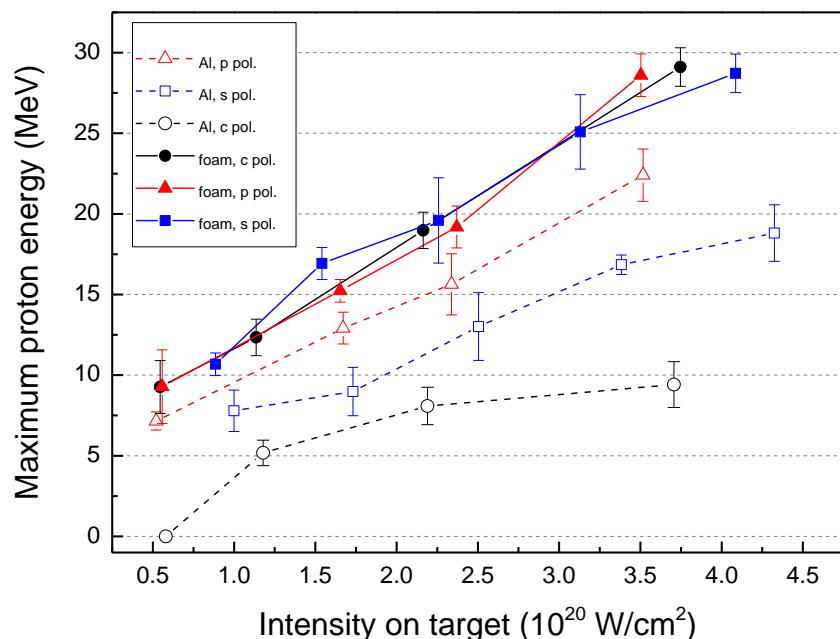 Maximum proton energy (MeV)
30
25
20
15
10
5
0
Al, p pol.
Al, s pol.
Al, c pol.
foam, c pol.
foam, p pol.
foam, s pol.
0.5 1.0 1.5 2.0 2.5 3.0 3.5 4.0 4.5
Intensity on target (10²⁰ W/cm²)